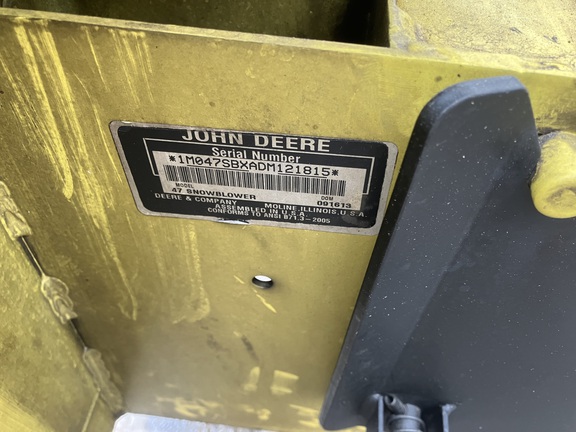 JOHN DEERE
Serial Number
*1M047SBXADM121815*
MODEL DOM
47 SNOWBLOWER 091613
DEERE & COMPANY MOLINE, ILLINOIS, U.S.A.
ASSEMBLED IN U.S.A.
CONFORMS TO ANSI B71.3-2005